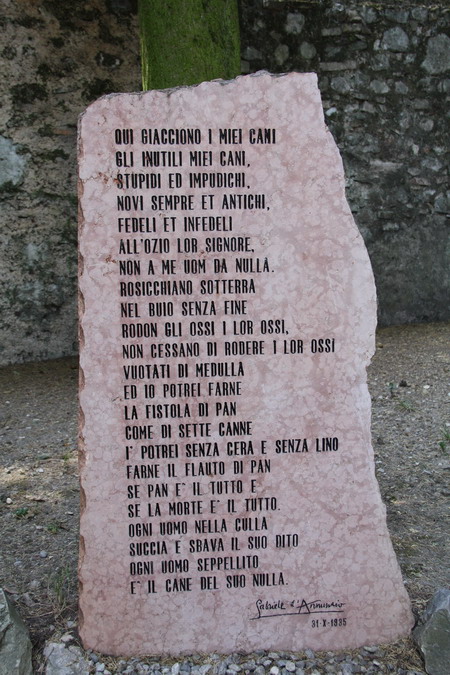 QUI GIACCIONO I MIEI CANI
GLI INUTILI MIEI CANI,
STUPIDI ED IMPUDICHI,
NOVI SEMPRE ET ANTICHI,
FEDELI ET INFEDELI
ALL'OZIO LOR SIGNORE,
NON A ME UOM DA NULLA.
ROSICCHIANO SOTTERRA
NEL BUIO SENZA FINE
RODON GLI OSSI I LOR OSSI,
NON CESSANO DI RODERE I LOR OSSI
VUOTATI DI MEDULLA
ED IO POTREI FARNE
LA FISTOLA DI PAN
COME DI SETTE CANNE
I' POTREI SENZA CERA E SENZA LINO
FARNE IL FLAUTO DI PAN
SE PAN E' IL TUTTO E
SE LA MORTE E' IL TUTTO.
OGNI UOMO NELLA CULLA
SUCCIA E SBAVA IL SUO DITO
OGNI UOMO SEPPELLITO
E' IL CANE DEL SUO NULLA.
Gabriele d'Annunzio
31-X-1935